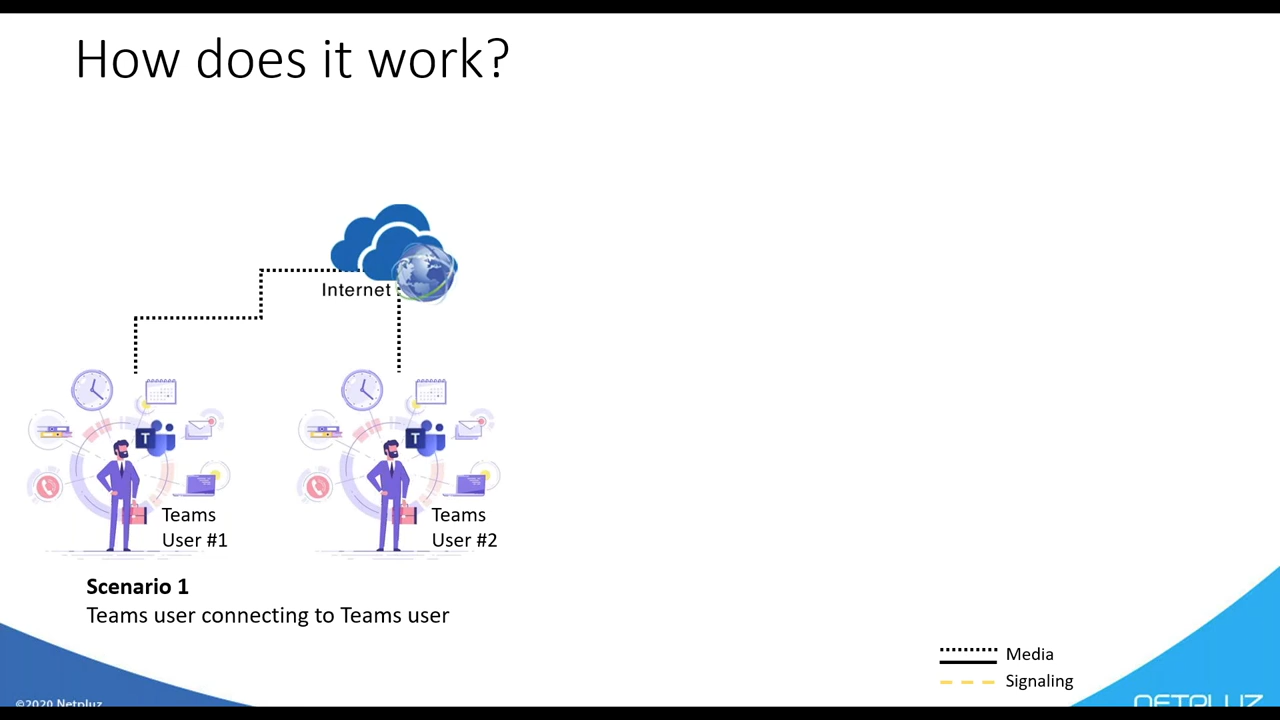 How does it work?
Internet
T
T
Teams
User #1
Teams
User #2
Scenario 1
Teams user connecting to Teams user
Media
Signaling
©2020 Netpluz
NETPLUZ